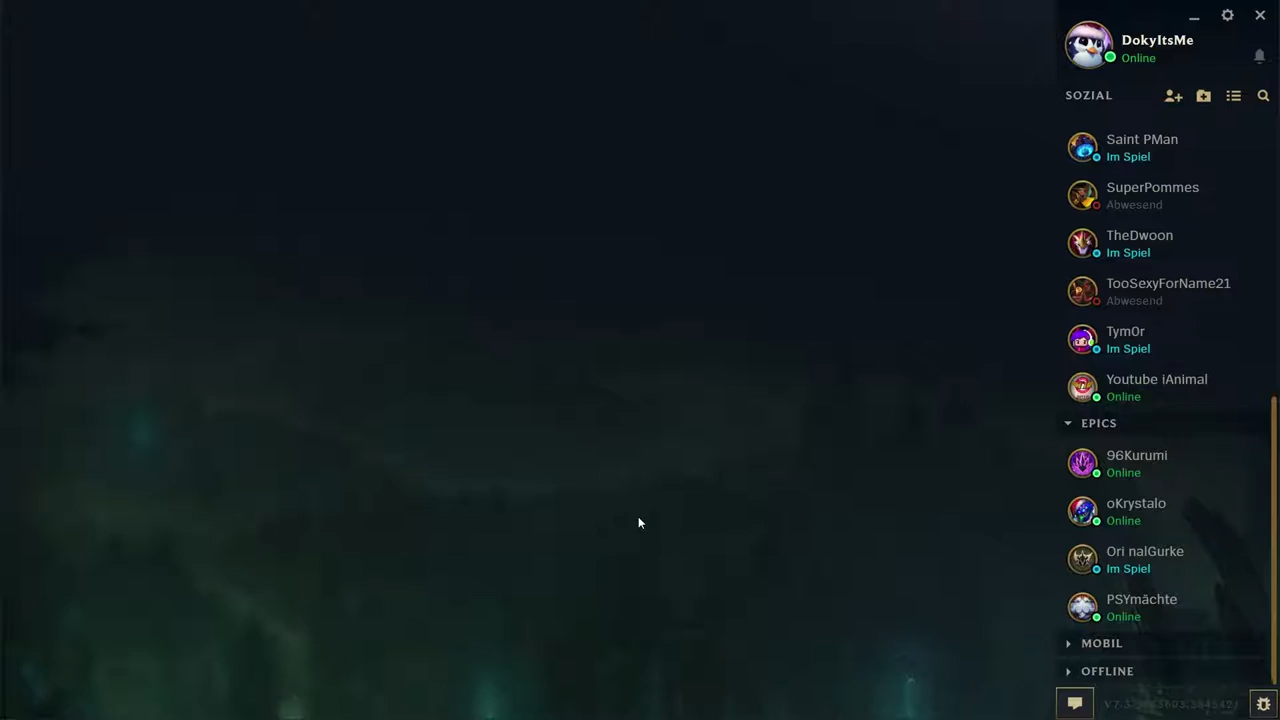 DokyItsMe
Online
SOZIAL
Saint PMan
Im Spiel
SuperPommes
Abwesend
TheDwoon
Im Spiel
TooSexyForName21
Abwesend
Tym0r
Im Spiel
Youtube iAnimal
Online
EPICS
96Kurumi
Online
oKrystalo
Online
Ori nalGurke
Im Spiel
PSYmächte
Online
MOBIL
OFFLINE